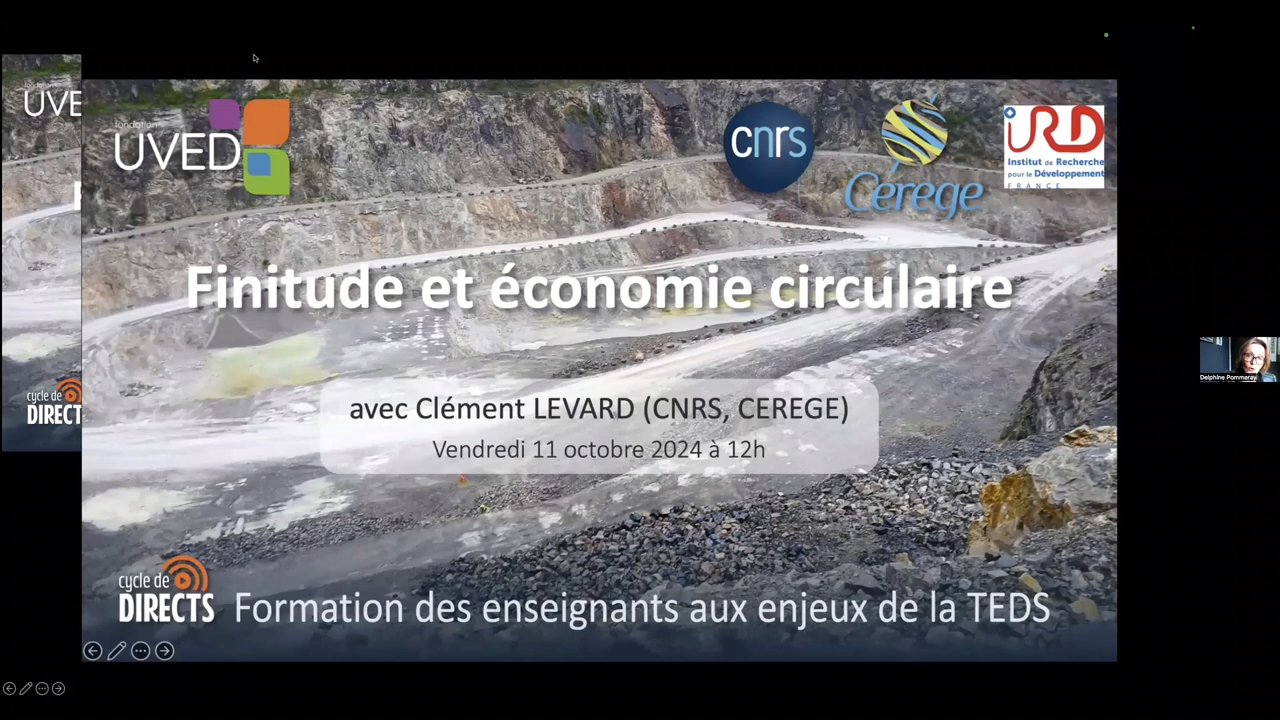 fondation
UVED
cnrs
Cerege
IRD
Institut de Recherche
pour le Développement
FRANCE
Finitude et économie circulaire
avec Clément LEVARD (CNRS, CEREGE)
Vendredi 11 octobre 2024 à 12h
cycle de
DIRECTS
Formation des enseignants aux enjeux de la TEDS
UVE
F
cycle de
DIRECT
Delphine Pommeray